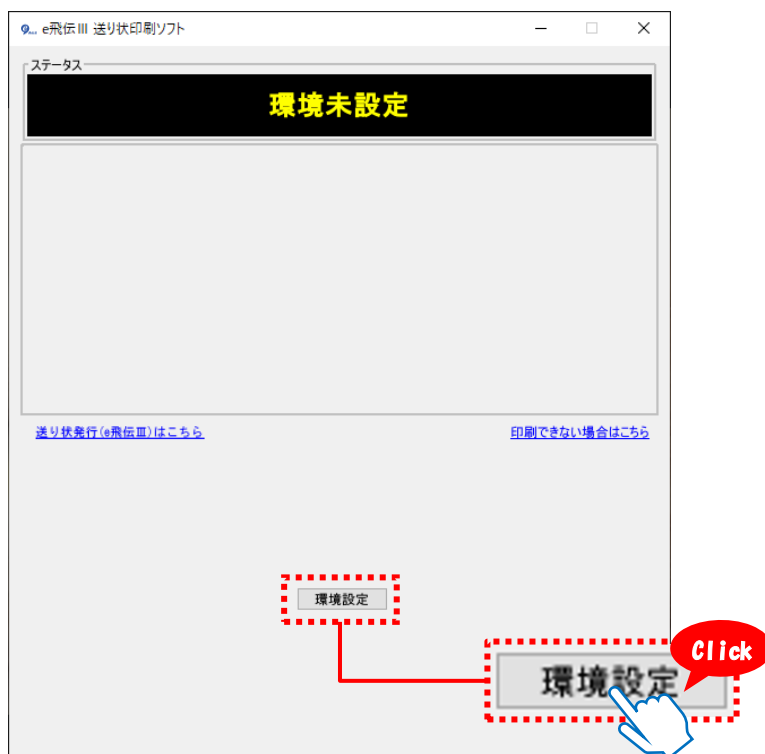 e飛伝Ⅲ 送り状印刷ソフト
ステータス
環境未設定
送り状発行(e飛伝Ⅲ)はこちら
印刷できない場合はこちら
環境設定
Click
環境設定